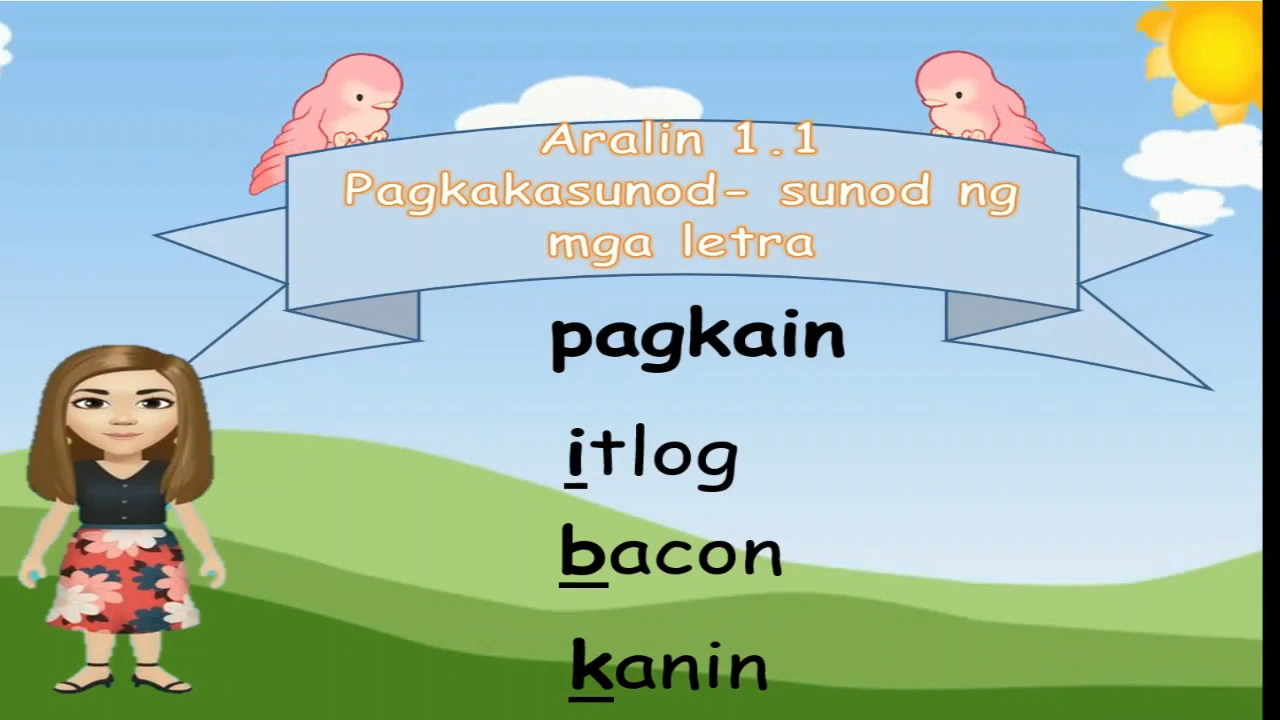 Aralin 1.1
Pagkakasunod- sunod ng
mga letra
pagkain
itlog
bacon
kanin